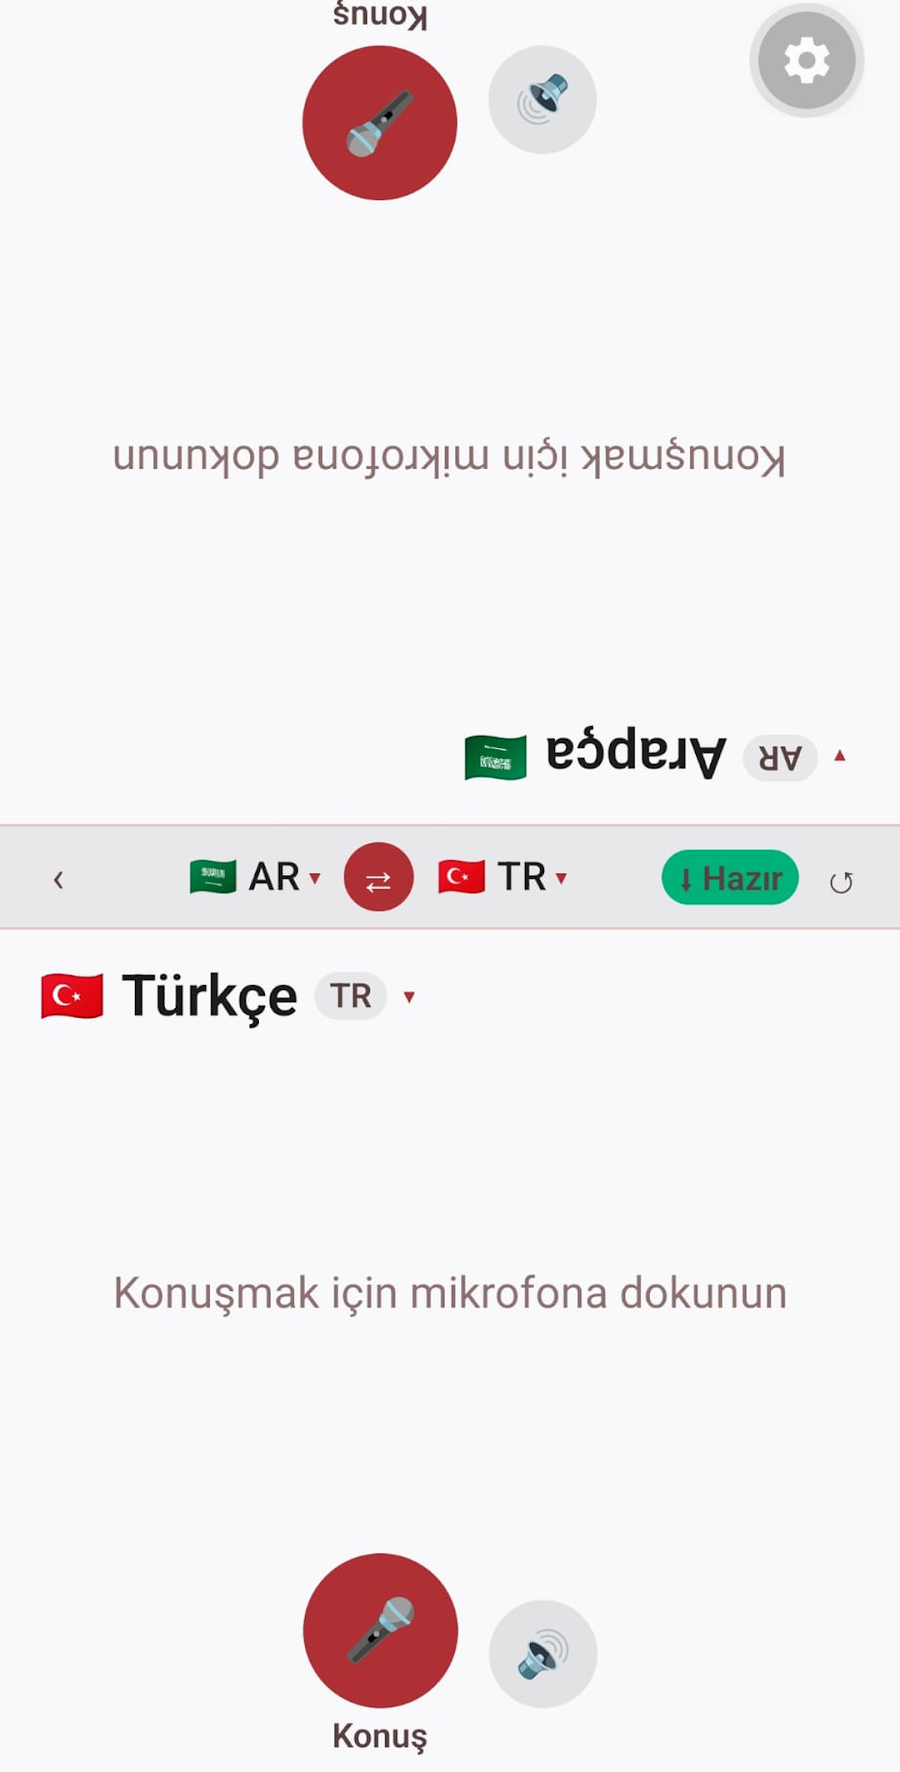 Konuş
Konuşmak için mikrofona dokunun
Arapça AR
AR TR Hazır
Türkçe TR
Konuşmak için mikrofona dokunun
Konuş